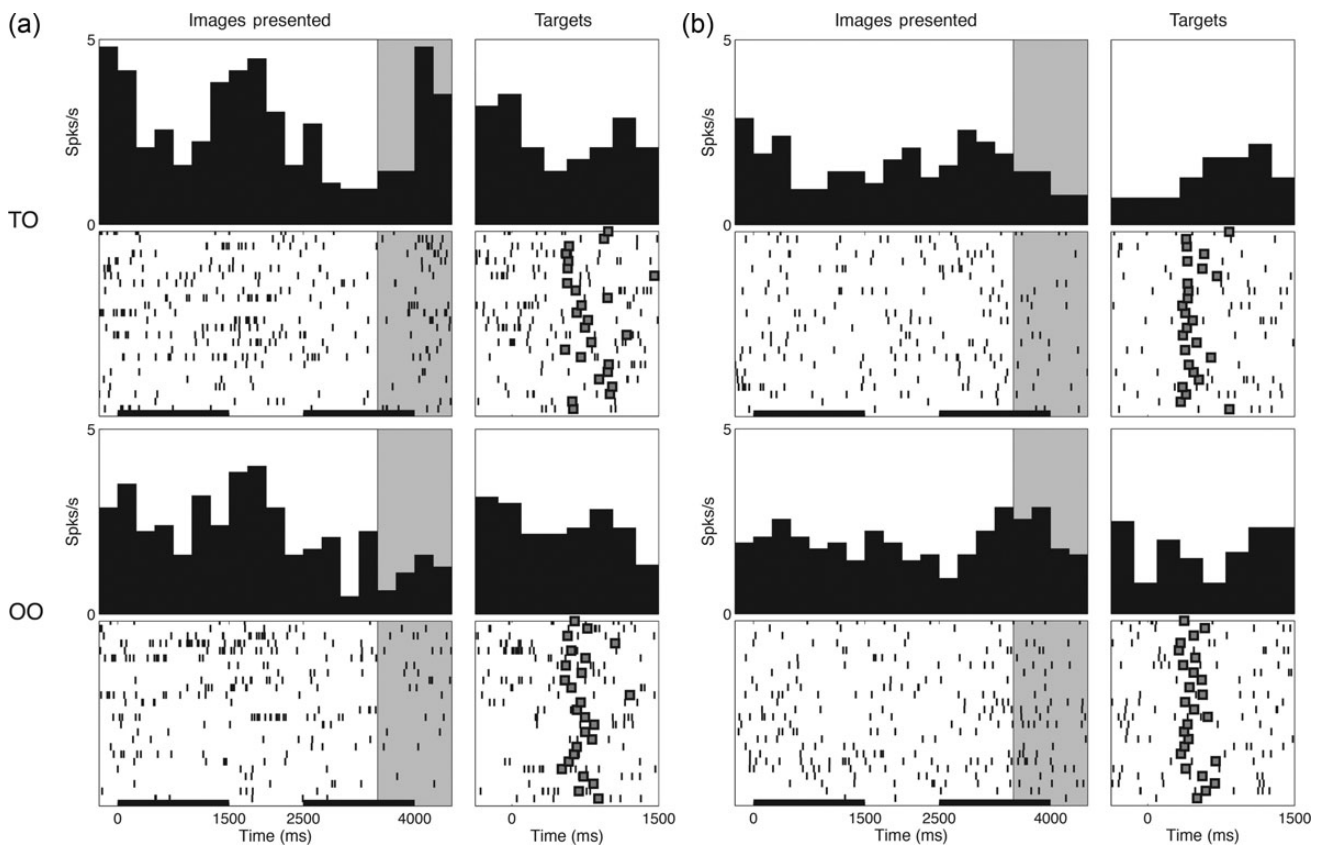 (a) Images presented Targets (b) Images presented Targets
5 5
Spks/s Spks/s
TO
0 0
5 5
Spks/s Spks/s
OO
0 0
0 1500 2500 4000 0 1500 0 1500 2500 4000 0 1500
Time (ms) Time (ms) Time (ms) Time (ms)